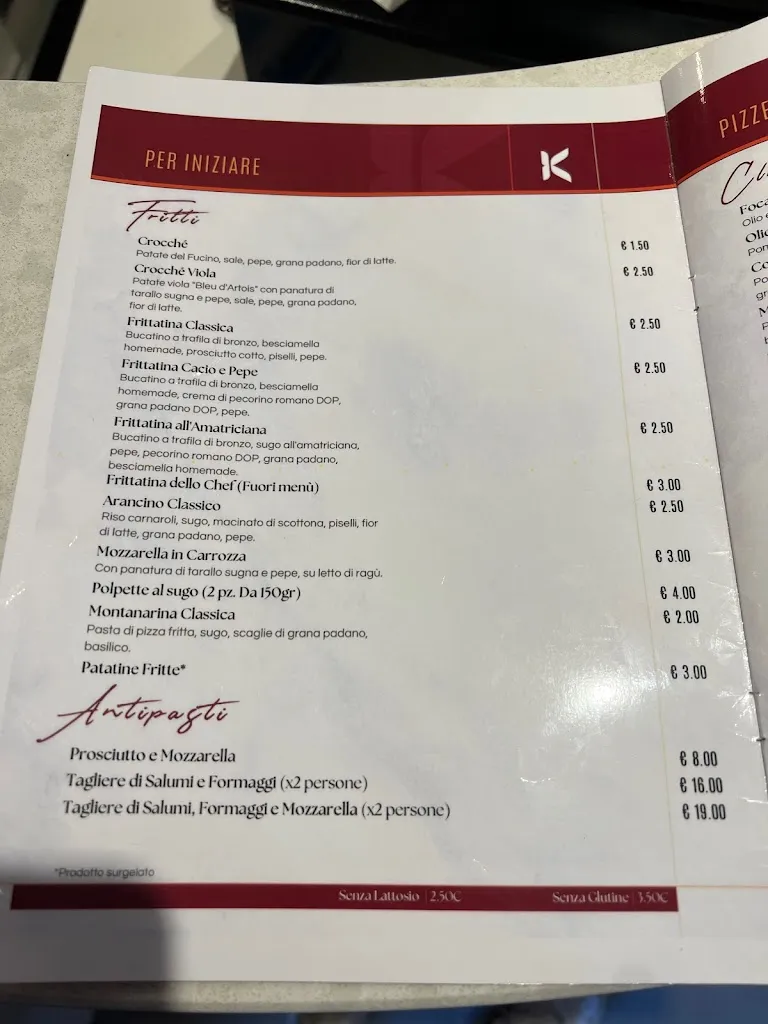 PER INIZIARE
K
Fritti
Crocché € 1.50
Patate del Fucino, sale, pepe, grana padano, fior di latte.
Crocché Viola € 2.50
Patate viola "Bleu d'Artois" con panatura di
tarallo sugna e pepe, sale, pepe, grana padano,
fior di latte.
Frittatina Classica € 2.50
Bucatino a trafila di bronzo, besciamella
homemade, prosciutto cotto, piselli, pepe.
Frittatina Cacio e Pepe € 2.50
Bucatino a trafila di bronzo, besciamella
homemade, crema di pecorino romano DOP,
grana padano DOP, pepe.
Frittatina all'Amatriciana € 2.50
Bucatino a trafila di bronzo, sugo all'amatriciana,
pepe, pecorino romano DOP, grana padano,
besciamella homemade.
Frittatina dello Chef (Fuori menù) € 3.00
Arancino Classico € 2.50
Riso carnaroli, sugo, macinato di scottona, piselli, fior
di latte, grana padano, pepe.
Mozzarella in Carrozza € 3.00
Con panatura di tarallo sugna e pepe, su letto di ragù.
Polpette al sugo (2 pz. Da 150gr) € 4.00
Montanarina Classica € 2.00
Pasta di pizza fritta, sugo, scaglie di grana padano,
basilico.
Patatine Fritte* € 3.00
Antipasti
Prosciutto e Mozzarella € 8.00
Tagliere di Salumi e Formaggi (x2 persone) € 16.00
Tagliere di Salumi, Formaggi e Mozzarella (x2 persone) € 19.00
*Prodotto surgelato
Senza Lattosio | 2.50€ Senza Glutine | 3.50€
PIZZE